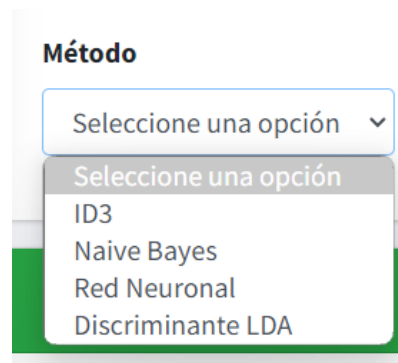 Método
Seleccione una opción
Seleccione una opción
ID3
Naive Bayes
Red Neuronal
Discriminante LDA